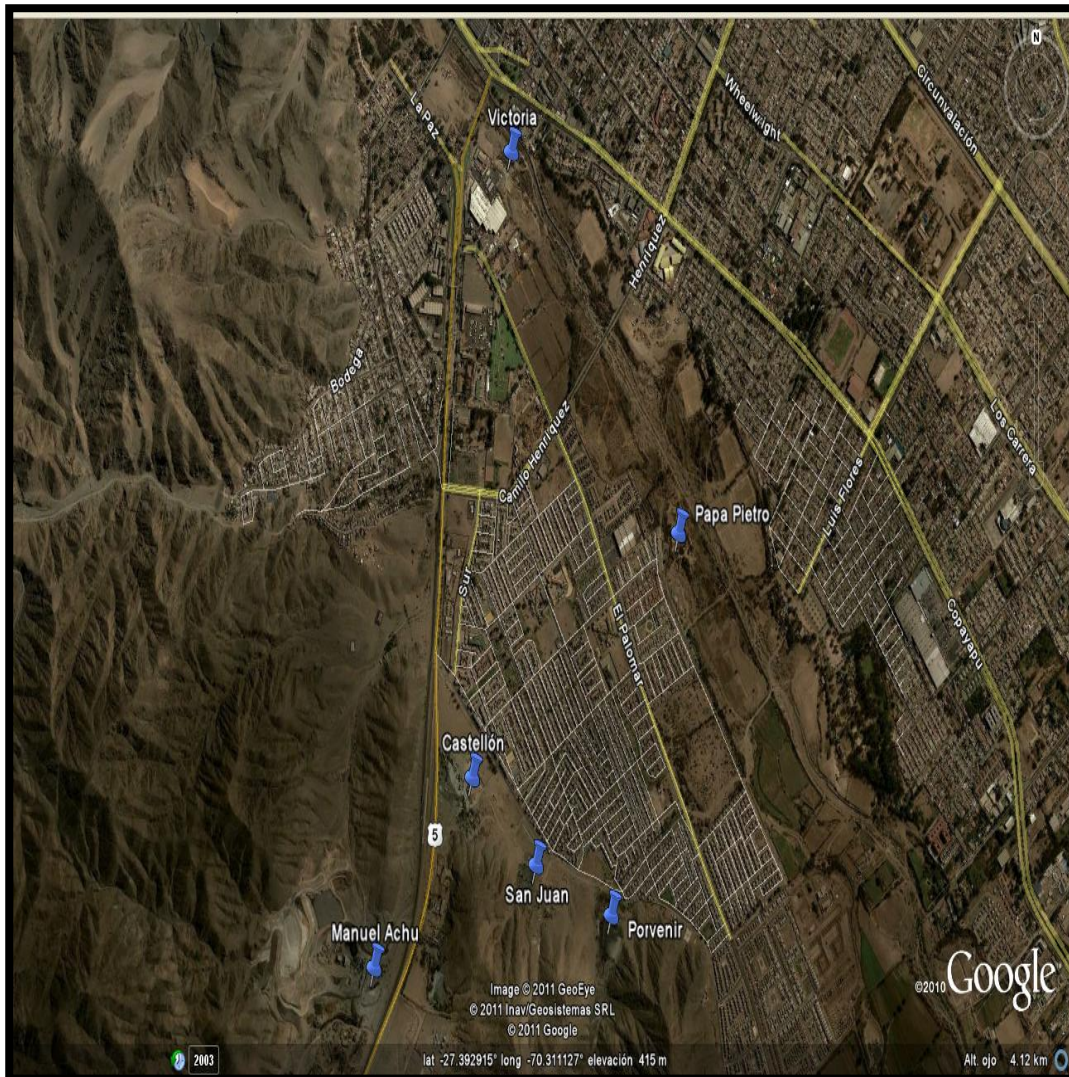 N
Circunvalación
Wheelwright
La Paz
Victoria
Henriquez
Bodega
Los Carrera
Camilo Henriquez
Luis Flores
Papa Pietro
Sur
El Palomar
Copayapu
Castellón
5
San Juan
Porvenir
Manuel Achu
Image © 2011 GeoEye
© 2011 Inav/Geosistemas SRL
© 2011 Google
©2010 Google
2003
lat -27.392915° long -70.311127° elevación 415 m
Alt. ojo 4.12 km